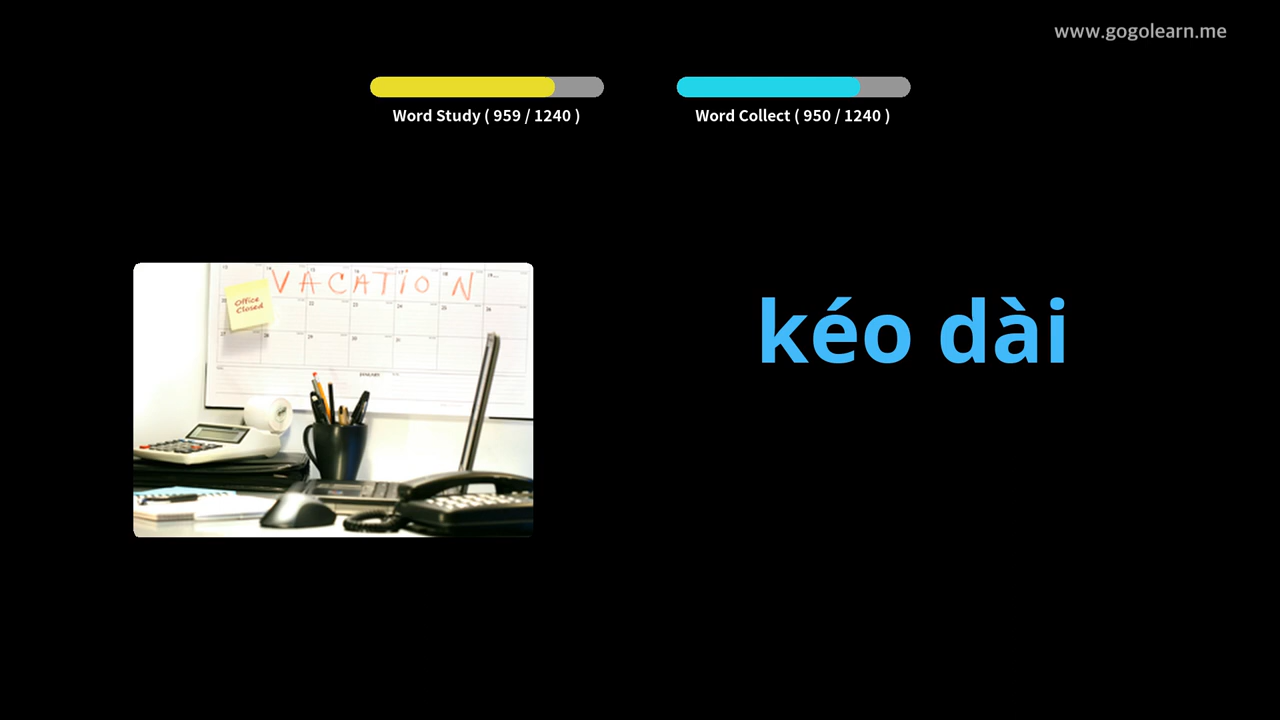 www.gogolearn.me
Word Study ( 959 / 1240 )
Word Collect ( 950 / 1240 )
VACATION
Office
Closed
kéo dài